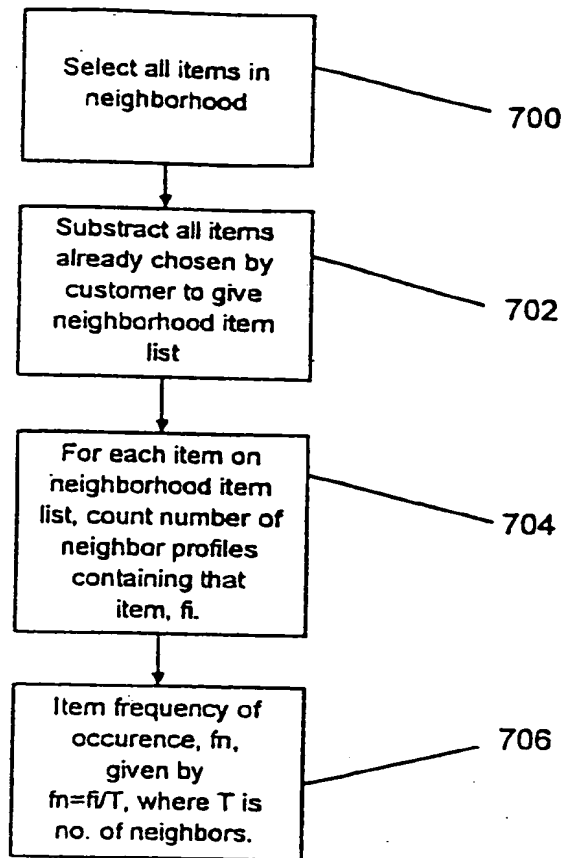 Select all items in
neighborhood
700
Substract all items
already chosen by
customer to give
neighborhood item
list
702
For each item on
neighborhood item
list, count number of
neighbor profiles
containing that
item, fi.
704
Item frequency of
occurence, fn,
given by
fn=fi/T, where T is
no. of neighbors.
706